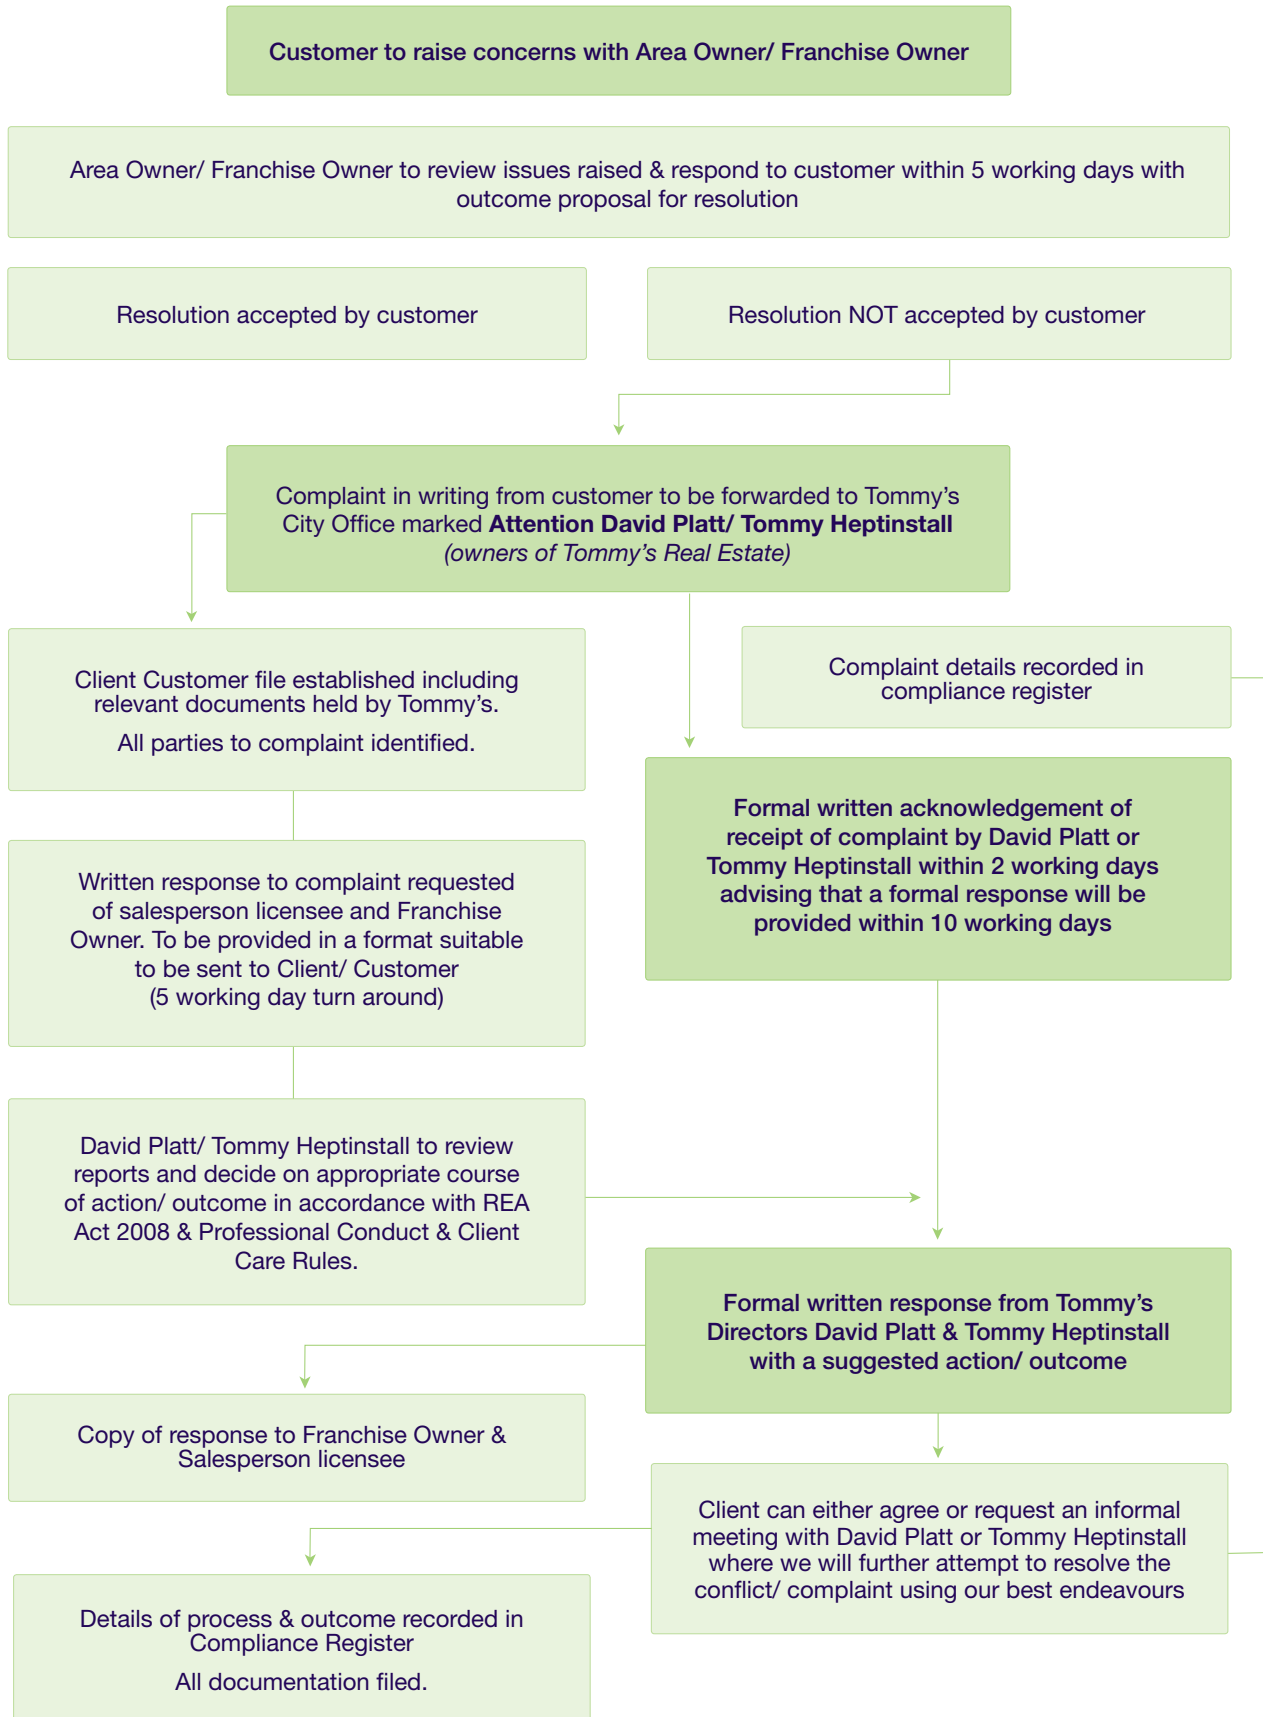 Customer to raise concerns with Area Owner/ Franchise Owner
Area Owner/ Franchise Owner to review issues raised & respond to customer within 5 working days with
outcome proposal for resolution
Resolution accepted by customer
Resolution NOT accepted by customer
Complaint in writing from customer to be forwarded to Tommy’s
City Office marked Attention David Platt/ Tommy Heptinstall
(owners of Tommy’s Real Estate)
Client Customer file established including
relevant documents held by Tommy’s.
All parties to complaint identified.
Complaint details recorded in
compliance register
Formal written acknowledgement of
receipt of complaint by David Platt or
Tommy Heptinstall within 2 working days
advising that a formal response will be
provided within 10 working days
Written response to complaint requested
of salesperson licensee and Franchise
Owner. To be provided in a format suitable
to be sent to Client/ Customer
(5 working day turn around)
David Platt/ Tommy Heptinstall to review
reports and decide on appropriate course
of action/ outcome in accordance with REA
Act 2008 & Professional Conduct & Client
Care Rules.
Formal written response from Tommy’s
Directors David Platt & Tommy Heptinstall
with a suggested action/ outcome
Copy of response to Franchise Owner &
Salesperson licensee
Client can either agree or request an informal
meeting with David Platt or Tommy Heptinstall
where we will further attempt to resolve the
conflict/ complaint using our best endeavours
Details of process & outcome recorded in
Compliance Register
All documentation filed.